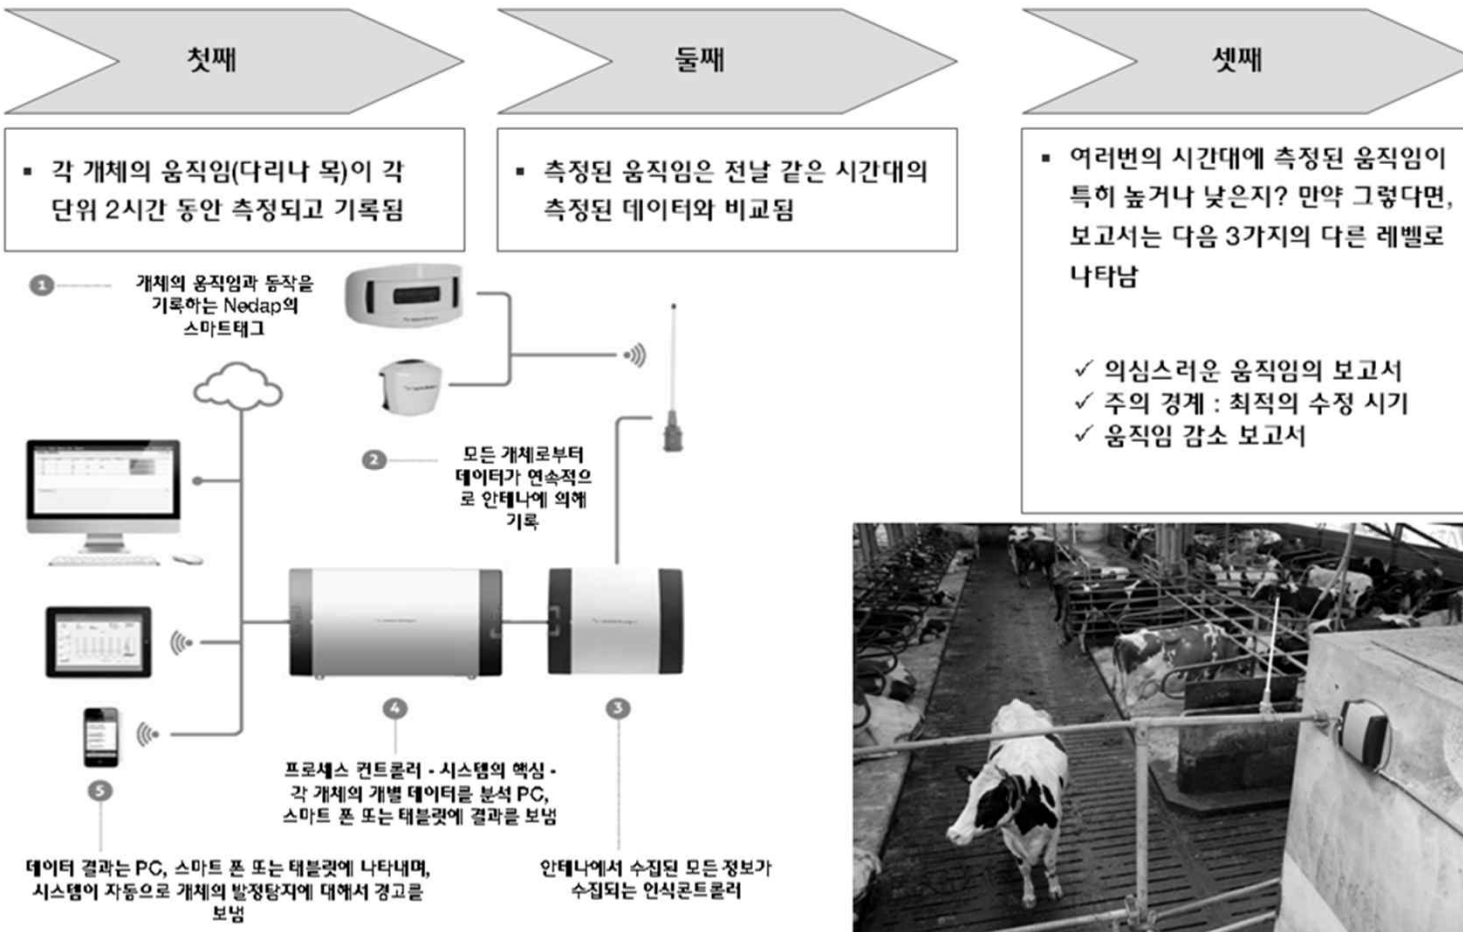 첫째
둘째
셋째
▪ 각 개체의 움직임(다리나 목)이 각
단위 2시간 동안 측정되고 기록됨
▪ 측정된 움직임은 전날 같은 시간대의
측정된 데이터와 비교됨
▪ 여러번의 시간대에 측정된 움직임이
특히 높거나 낮은지? 만약 그렇다면,
보고서는 다음 3가지의 다른 레벨로
나타남
✓ 의심스러운 움직임의 보고서
✓ 주의 경계 : 최적의 수정 시기
✓ 움직임 감소 보고서
1
개체의 움직임과 동작을
기록하는 Nedap의
스마트태그
2
모든 개체로부터
데이터가 연속적으
로 안테나에 의해
기록
4
3
프로세스 컨트롤러 - 시스템의 핵심 -
각 개체의 개별 데이터를 분석 PC,
스마트 폰 또는 태블릿에 결과를 보냄
5
데이터 결과는 PC, 스마트 폰 또는 태블릿에 나타내며,
시스템이 자동으로 개체의 발정탐지에 대해서 경고를
보냄
안테나에서 수집된 모든 정보가
수집되는 인식콘트롤러